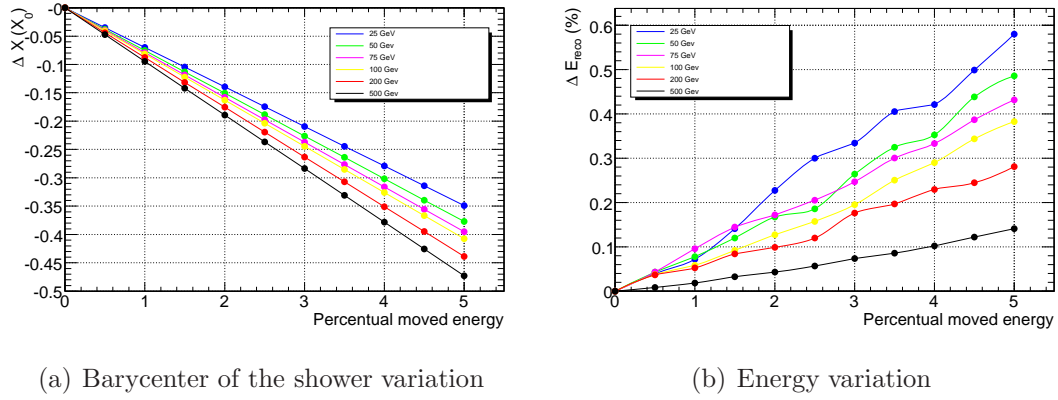 Δ X (X0)
-0
-0.05
-0.1
-0.15
-0.2
-0.25
-0.3
-0.35
-0.4
-0.45
-0.5
0 1 2 3 4 5
Percentual moved energy
25 GeV
50 GeV
75 GeV
100 Gev
200 Gev
500 Gev
(a) Barycenter of the shower variation
Δ Ereco (%)
0.6
0.5
0.4
0.3
0.2
0.1
0
0 1 2 3 4 5
Percentual moved energy
25 GeV
50 GeV
75 GeV
100 Gev
200 Gev
500 Gev
(b) Energy variation